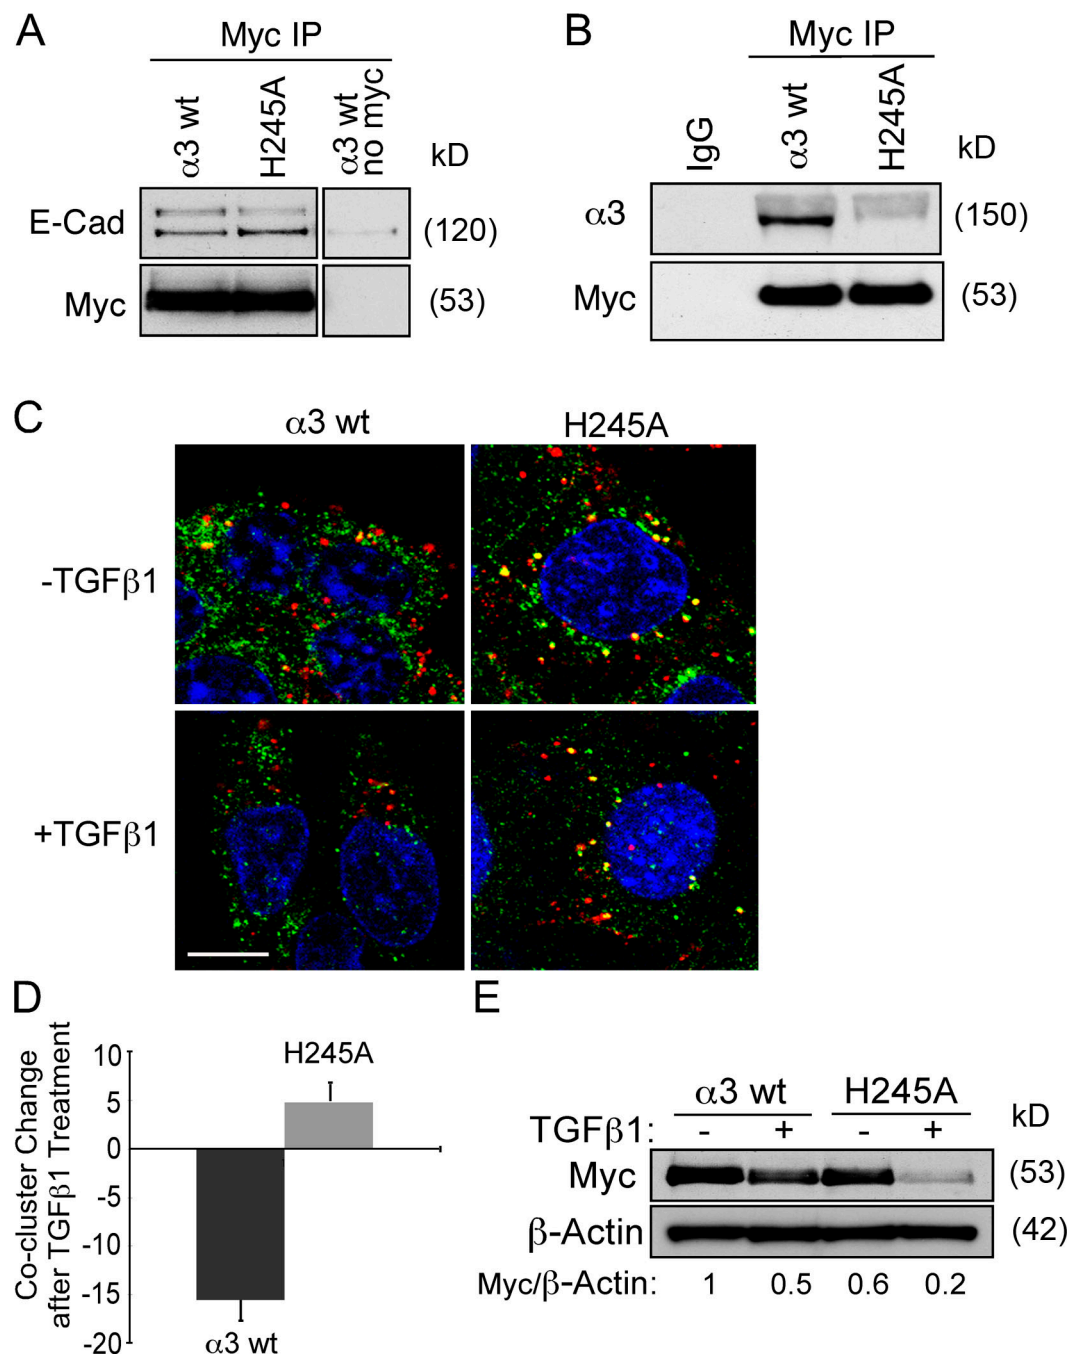 A
Myc IP
α3 wt
H245A
α3 wt
no myc
kD
E-Cad
(120)
Myc
(53)
B
Myc IP
IgG
α3 wt
H245A
kD
α3
(150)
Myc
(53)
C
α3 wt
H245A
-TGFβ1
+TGFβ1
D
Co-cluster Change
after TGFβ1 Treatment
10
5
0
-5
-10
-15
-20
H245A
α3 wt
E
α3 wt H245A
kD
TGFβ1: - + - +
Myc (53)
β-Actin (42)
Myc/β-Actin: 1 0.5 0.6 0.2